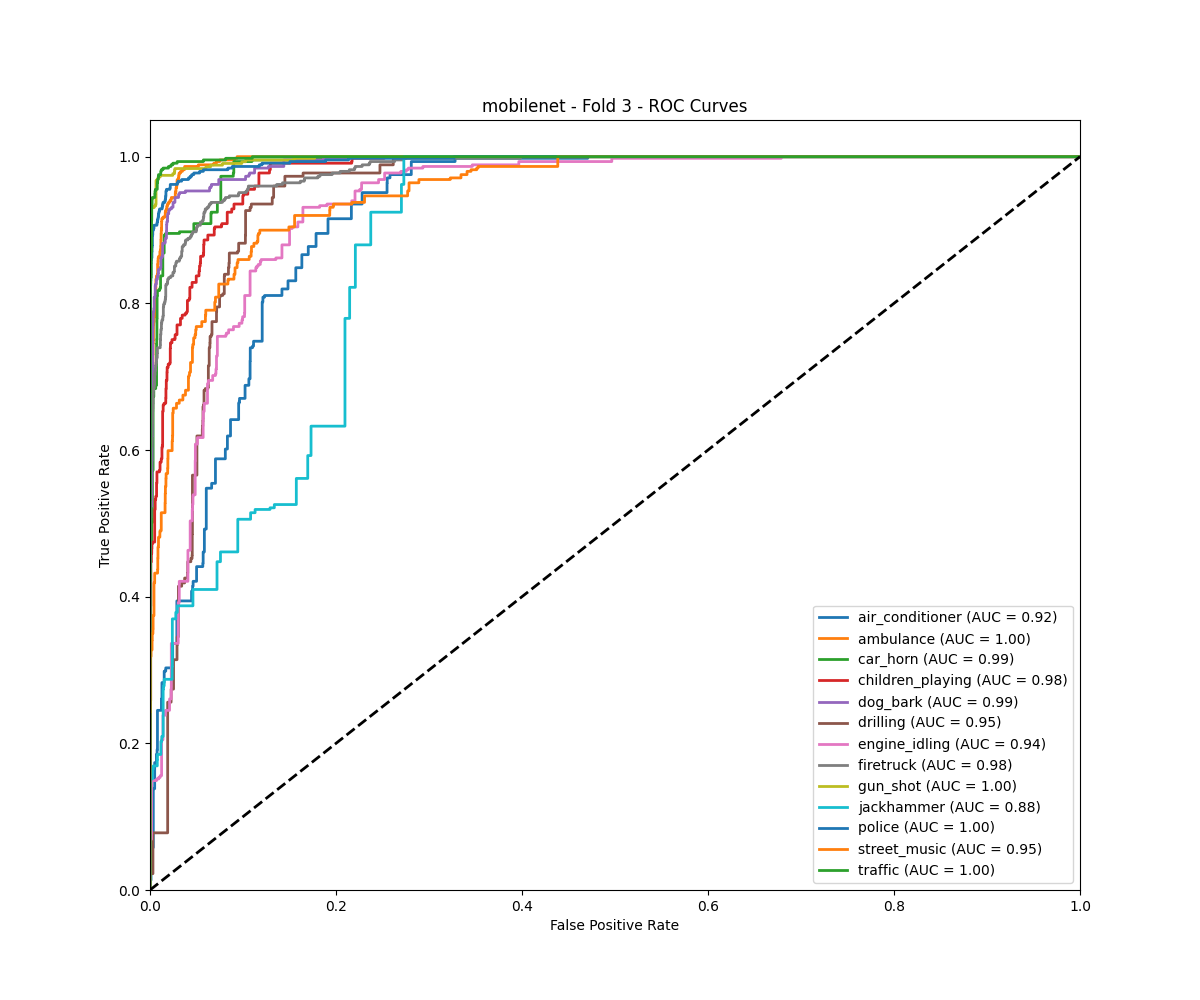 mobilenet - Fold 3 - ROC Curves
1.0
0.8
0.6
0.4
0.2
0.0
True Positive Rate
air_conditioner (AUC = 0.92)
ambulance (AUC = 1.00)
car_horn (AUC = 0.99)
children_playing (AUC = 0.98)
dog_bark (AUC = 0.99)
drilling (AUC = 0.95)
engine_idling (AUC = 0.94)
firetruck (AUC = 0.98)
gun_shot (AUC = 1.00)
jackhammer (AUC = 0.88)
police (AUC = 1.00)
street_music (AUC = 0.95)
traffic (AUC = 1.00)
0.0 0.2 0.4 0.6 0.8 1.0
False Positive Rate